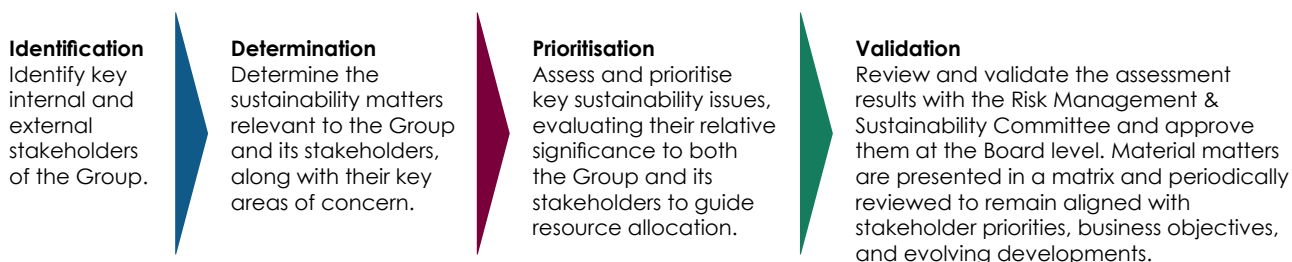 Identification
Identify key
internal and
external
stakeholders
of the Group.
Determination
Determine the
sustainability matters
relevant to the Group
and its stakeholders,
along with their key
areas of concern.
Prioritisation
Assess and prioritise
key sustainability issues,
evaluating their relative
significance to both
the Group and its
stakeholders to guide
resource allocation.
Validation
Review and validate the assessment
results with the Risk Management &
Sustainability Committee and approve
them at the Board level. Material matters
are presented in a matrix and periodically
reviewed to remain aligned with
stakeholder priorities, business objectives,
and evolving developments.